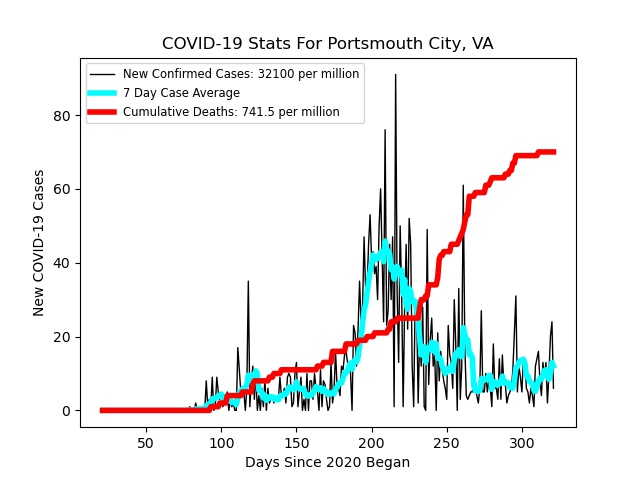 COVID-19 Stats For Portsmouth City, VA
New Confirmed Cases: 32100 per million
7 Day Case Average
Cumulative Deaths: 741.5 per million
New COVID-19 Cases
80
60
40
20
0
50 100 150 200 250 300
Days Since 2020 Began